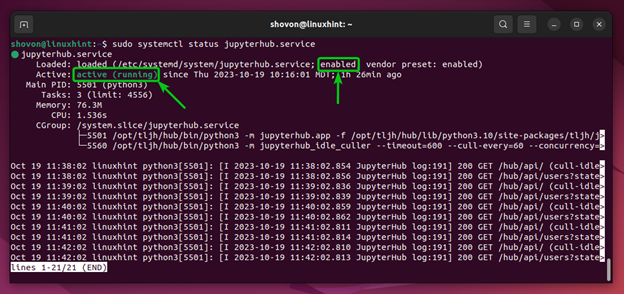 shovon@linuxhint: ~
shovon@linuxhint:~$ sudo systemctl status jupyterhub.service
● jupyterhub.service
Loaded: loaded (/etc/systemd/system/jupyterhub.service; enabled; vendor preset: enabled)
Active: active (running) since Thu 2023-10-19 10:16:01 MDT; 1h 26min ago
Main PID: 5501 (python3)
Tasks: 3 (limit: 4556)
Memory: 76.3M
CPU: 1.536s
CGroup: /system.slice/jupyterhub.service
├─5501 /opt/tljh/hub/bin/python3 -m jupyterhub.app -f /opt/tljh/hub/lib/python3.10/site-packages/tljh/j>
└─5560 /opt/tljh/hub/bin/python3 -m jupyterhub_idle_culler --timeout=600 --cull-every=60 --concurrency=>
Oct 19 11:38:02 linuxhint python3[5501]: [I 2023-10-19 11:38:02.854 JupyterHub log:191] 200 GET /hub/api/ (cull-idle>
Oct 19 11:38:02 linuxhint python3[5501]: [I 2023-10-19 11:38:02.856 JupyterHub log:191] 200 GET /hub/api/users?state>
Oct 19 11:39:02 linuxhint python3[5501]: [I 2023-10-19 11:39:02.836 JupyterHub log:191] 200 GET /hub/api/ (cull-idle>
Oct 19 11:39:02 linuxhint python3[5501]: [I 2023-10-19 11:39:02.839 JupyterHub log:191] 200 GET /hub/api/users?state>
Oct 19 11:40:02 linuxhint python3[5501]: [I 2023-10-19 11:40:02.859 JupyterHub log:191] 200 GET /hub/api/ (cull-idle>
Oct 19 11:40:02 linuxhint python3[5501]: [I 2023-10-19 11:40:02.862 JupyterHub log:191] 200 GET /hub/api/users?state>
Oct 19 11:41:02 linuxhint python3[5501]: [I 2023-10-19 11:41:02.811 JupyterHub log:191] 200 GET /hub/api/ (cull-idle>
Oct 19 11:41:02 linuxhint python3[5501]: [I 2023-10-19 11:41:02.814 JupyterHub log:191] 200 GET /hub/api/users?state>
Oct 19 11:42:02 linuxhint python3[5501]: [I 2023-10-19 11:42:02.810 JupyterHub log:191] 200 GET /hub/api/ (cull-idle>
Oct 19 11:42:02 linuxhint python3[5501]: [I 2023-10-19 11:42:02.813 JupyterHub log:191] 200 GET /hub/api/users?state>
lines 1-21/21 (END)